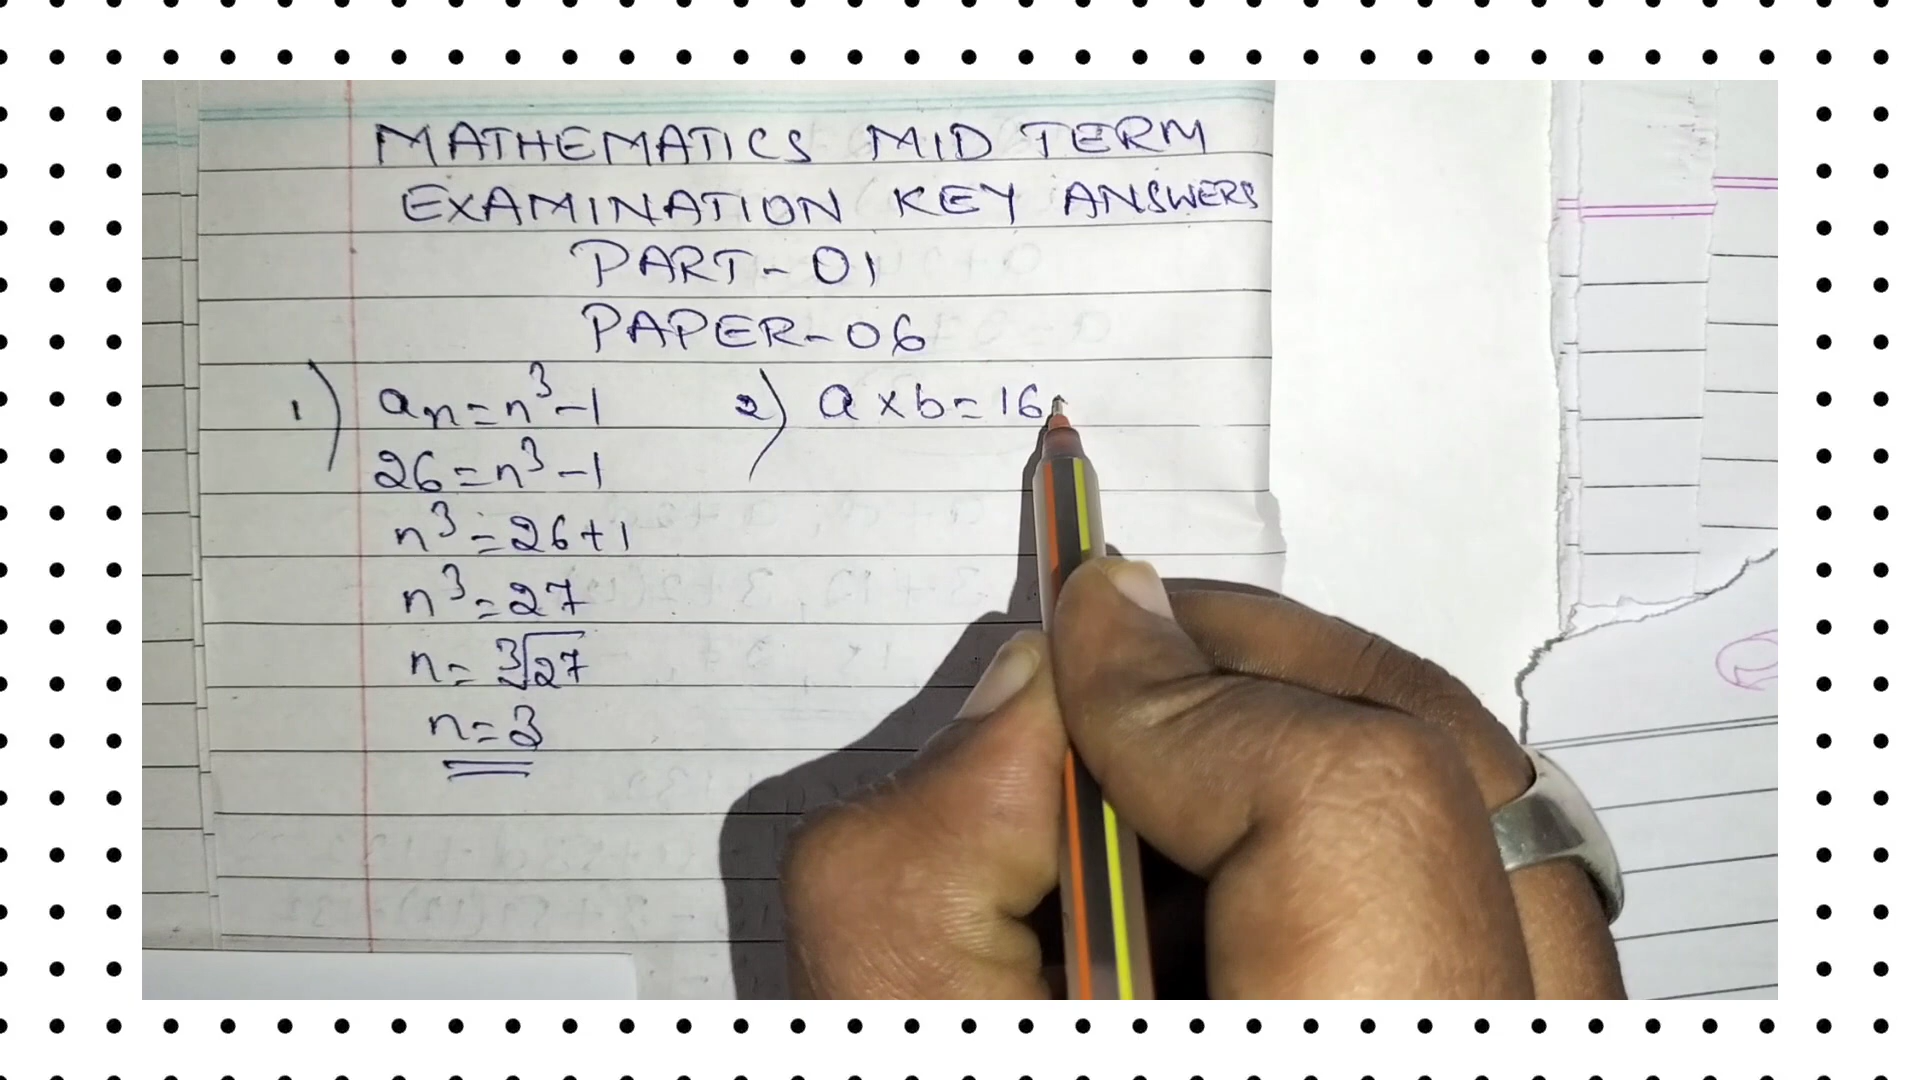 MATHEMATICS MID TERM
EXAMINATION KEY ANSWERS
PART-01
PAPER-06
1) aₙ=n³-1
26=n³-1
n³=26+1
n³=27
n=∛27
n=3
2) a×b=16